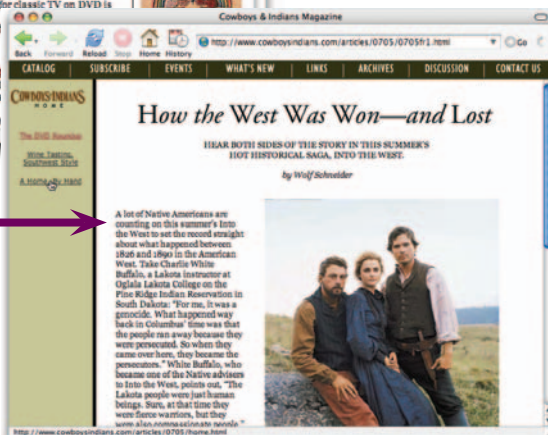 for classic TV on DVD is
Cowboys & Indians Magazine
http://www.cowboysindians.com/articles/0705/0705fr1.html
Go
Back Forward Reload Stop Home History
CATALOG | SUBSCRIBE | EVENTS | WHAT'S NEW | LINKS | ARCHIVES | DISCUSSION | CONTACT US
COWBOYS & INDIANS
HOME
The DVD Roundup
Wine Tasting,
Southwest Style
A Home By Hand
How the West Was Won—and Lost
HEAR BOTH SIDES OF THE STORY IN THIS SUMMER'S
HOT HISTORICAL SAGA, INTO THE WEST.
by Wolf Schneider
A lot of Native Americans are
counting on this summer's Into
the West to set the record straight
about what happened between
1826 and 1890 in the American
West. Take Charlie White
Buffalo, a Lakota instructor at
Oglala Lakota College on the
Pine Ridge Indian Reservation in
South Dakota: "For me, it was a
genocide. What happened way
back in Columbus' time was that
the people ran away because they
were persecuted. So when they
came over here, they became the
persecutors." White Buffalo, who
became one of the Native advisers
to Into the West, points out, "The
Lakota people were just human
beings. Sure, at that time they
were fierce warriors, but they
were also compassionate people."
http://www.cowboysindians.com/articles/0705/home.html